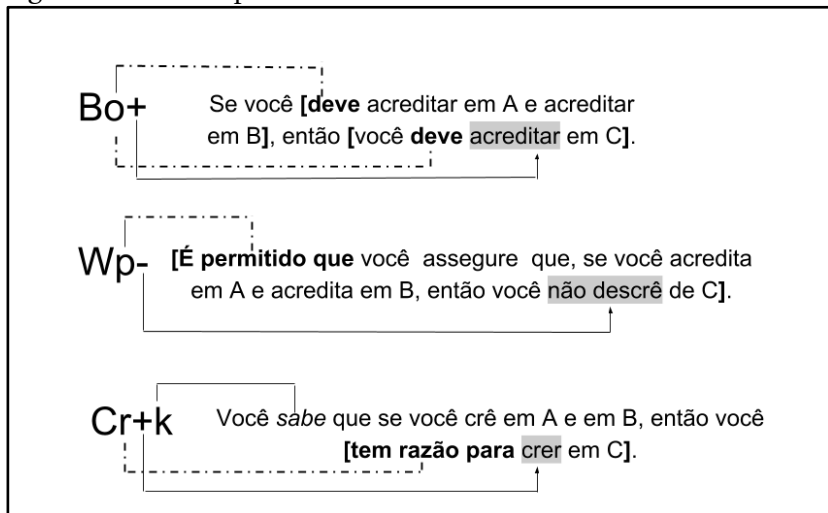 Bo+ Se você [deve acreditar em A e acreditar
em B], então [você deve acreditar em C].
Wp- [É permitido que você assegure que, se você acredita
em A e acredita em B, então você não descrê de C].
Cr+k Você sabe que se você crê em A e em B, então você
[tem razão para crer em C].